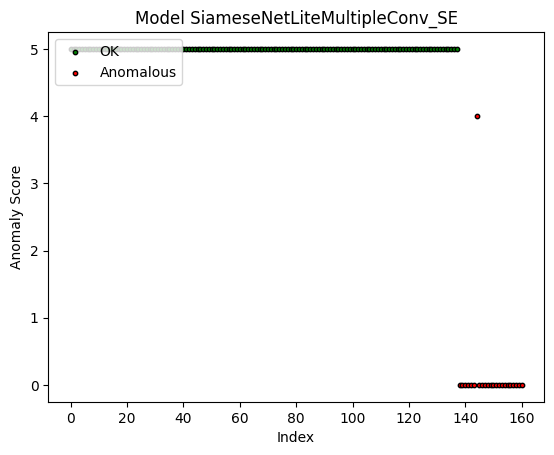 Model SiameseNetLiteMultipleConv_SE
OK
Anomalous
Anomaly Score
5
4
3
2
1
0
0 20 40 60 80 100 120 140 160
Index